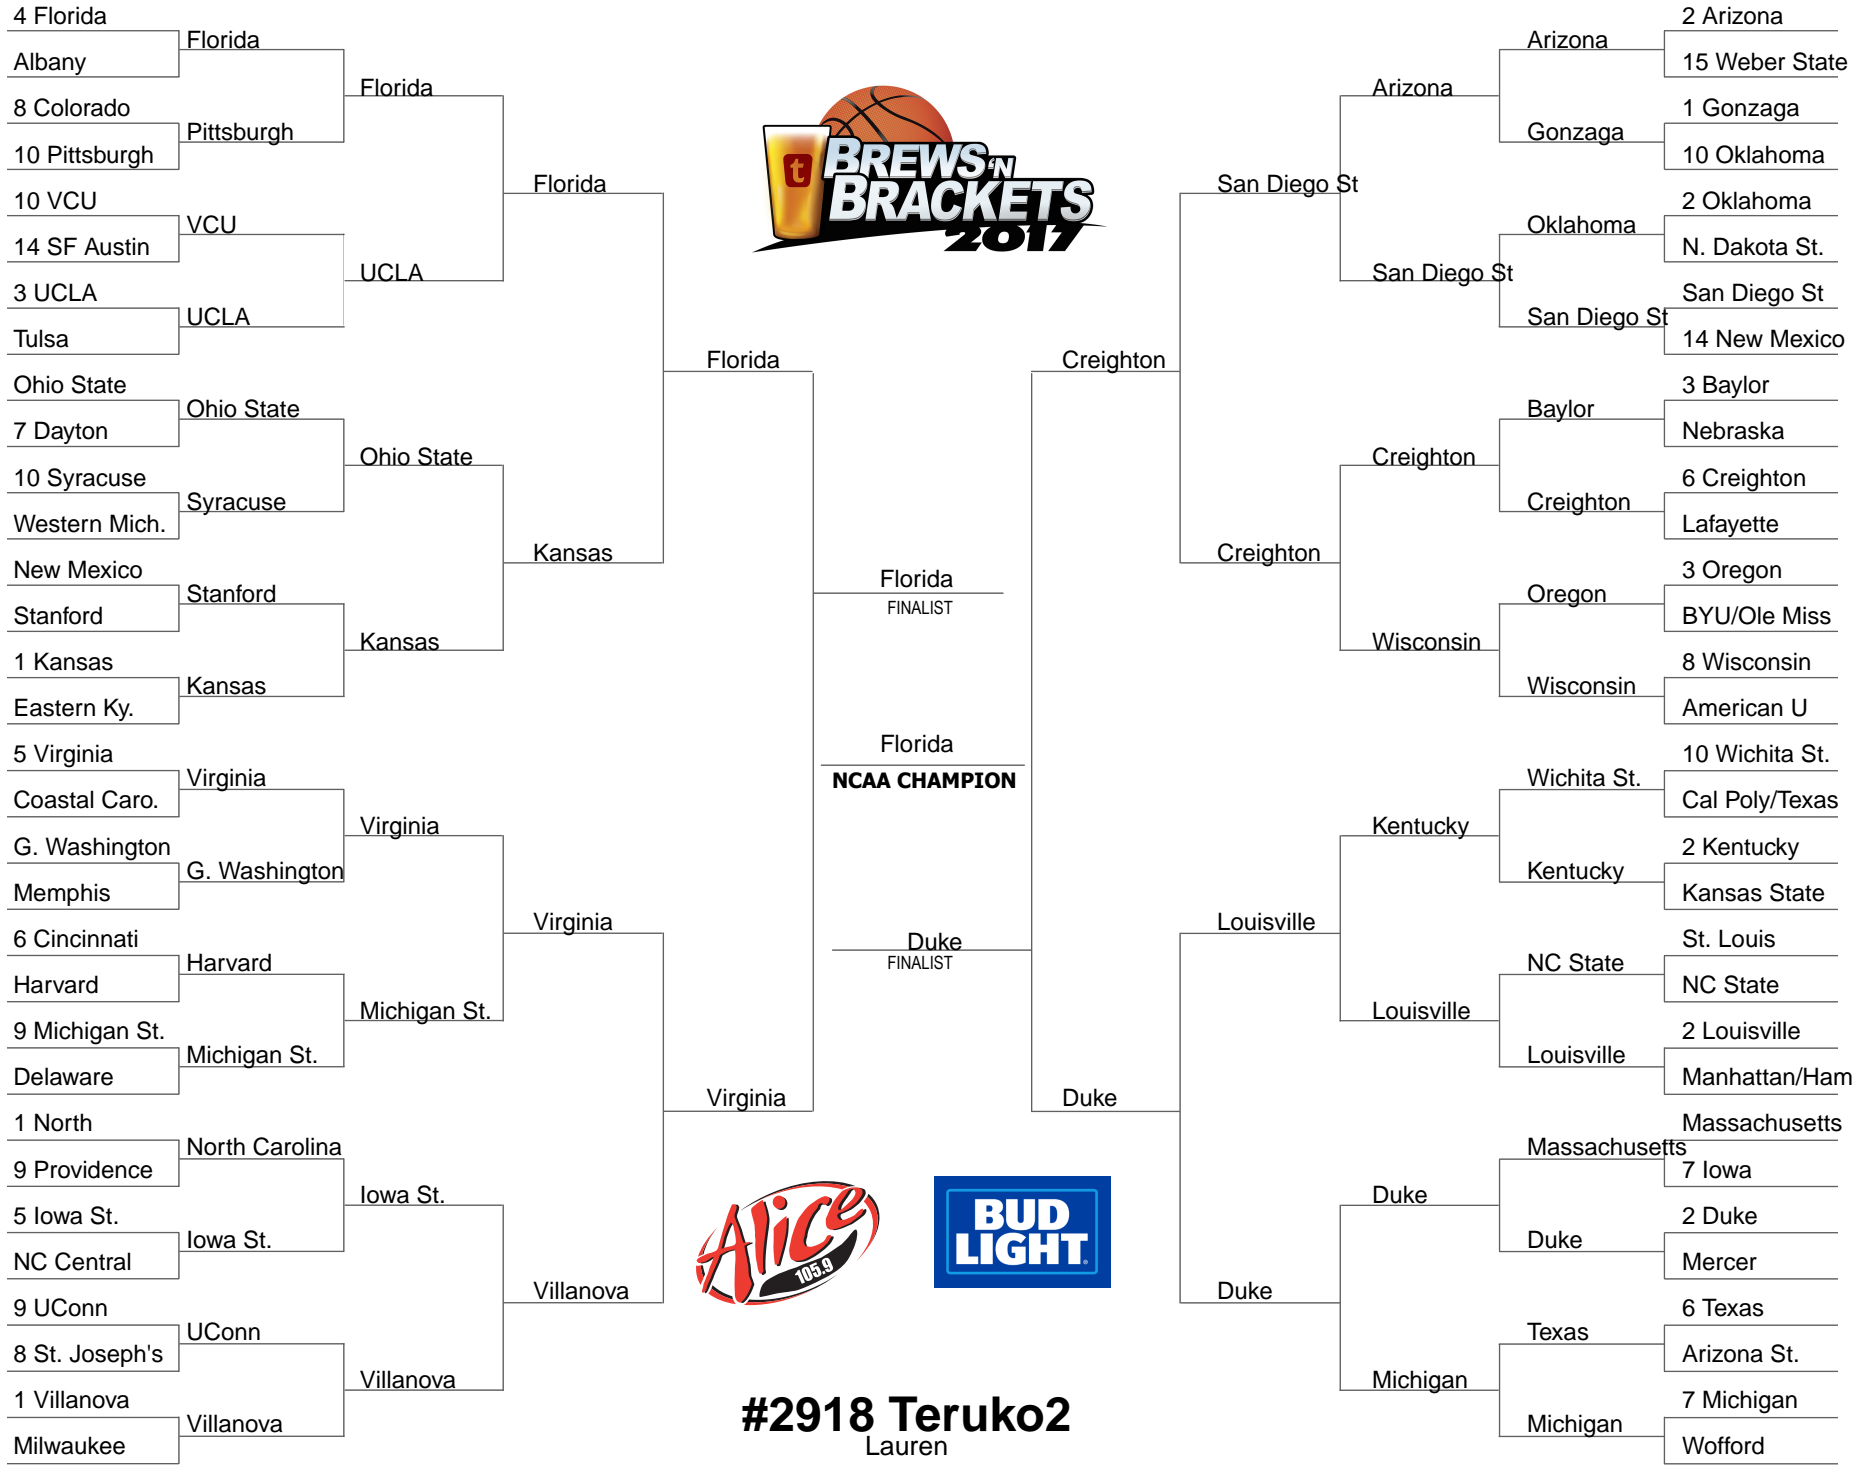 4 Florida
Albany
8 Colorado
10 Pittsburgh
10 VCU
14 SF Austin
3 UCLA
Tulsa
Ohio State
7 Dayton
10 Syracuse
Western Mich.
New Mexico
Stanford
1 Kansas
Eastern Ky.
5 Virginia
Coastal Caro.
G. Washington
Memphis
6 Cincinnati
Harvard
9 Michigan St.
Delaware
1 North
9 Providence
5 Iowa St.
NC Central
9 UConn
8 St. Joseph's
1 Villanova
Milwaukee
Florida
Pittsburgh
VCU
UCLA
Ohio State
Syracuse
Stanford
Kansas
Virginia
G. Washington
Harvard
Michigan St.
North Carolina
Iowa St.
UConn
Villanova
Florida
UCLA
Ohio State
Kansas
Virginia
Michigan St.
Iowa St.
Villanova
Florida
Kansas
Virginia
Villanova
Florida
Virginia
t
BREWS 'N
BRACKETS
2017
Florida
FINALIST
Florida
NCAA CHAMPION
Duke
FINALIST
Alice
105.9
BUD
LIGHT
#2918 Teruko2
Lauren
Creighton
Duke
San Diego St
Creighton
Louisville
Duke
Arizona
San Diego St
Creighton
Wisconsin
Kentucky
Louisville
Duke
Michigan
Arizona
Gonzaga
Oklahoma
San Diego St
Baylor
Creighton
Oregon
Wisconsin
Wichita St.
Kentucky
NC State
Louisville
Massachusetts
Duke
Texas
Michigan
2 Arizona
15 Weber State
1 Gonzaga
10 Oklahoma
2 Oklahoma
N. Dakota St.
San Diego St
14 New Mexico
3 Baylor
Nebraska
6 Creighton
Lafayette
3 Oregon
BYU/Ole Miss
8 Wisconsin
American U
10 Wichita St.
Cal Poly/Texas
2 Kentucky
Kansas State
St. Louis
NC State
2 Louisville
Manhattan/Ham
Massachusetts
7 Iowa
2 Duke
Mercer
6 Texas
Arizona St.
7 Michigan
Wofford